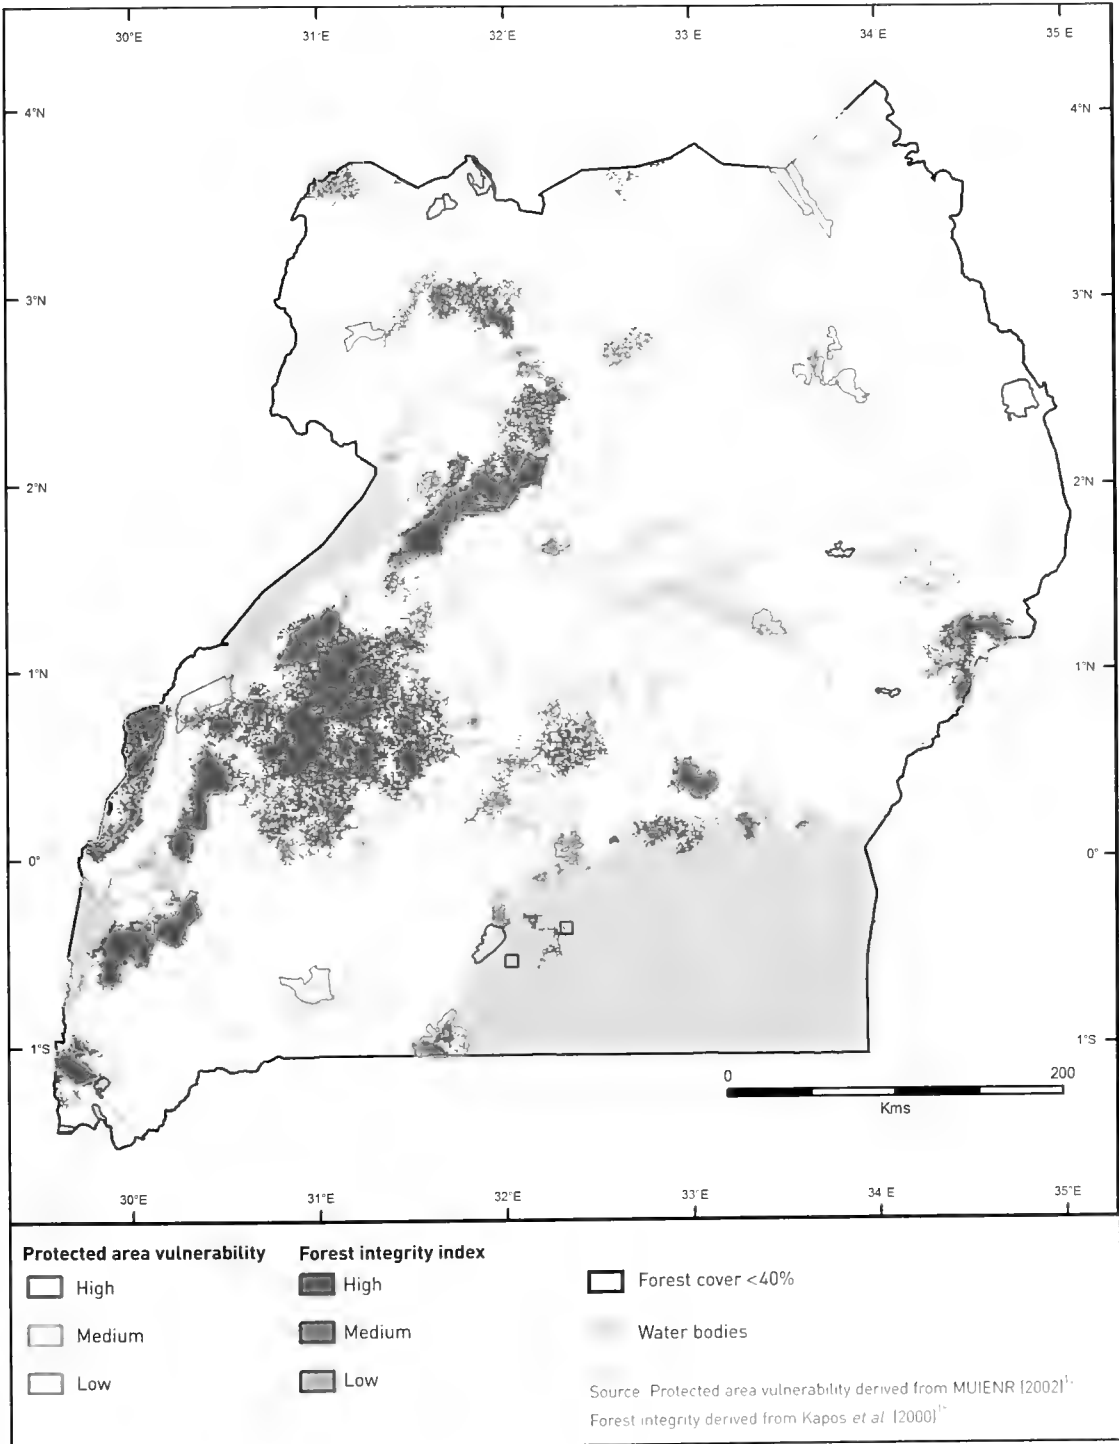 30°E 31°E 32°E 33 E 34 E 35 E
4°N 4°N
3°N 3°N
2°N 2°N
1°N 1°N
0° 0°
1°S 1°S
0 200
Kms
30°E 31°E 32°E 33°E 34 E 35°E
Protected area vulnerability
High
Medium
Low
Forest integrity index
High
Medium
Low
Forest cover <40%
Water bodies
Source Protected area vulnerability derived from MUIENR [2002]
Forest integrity derived from Kapos et al [2000]